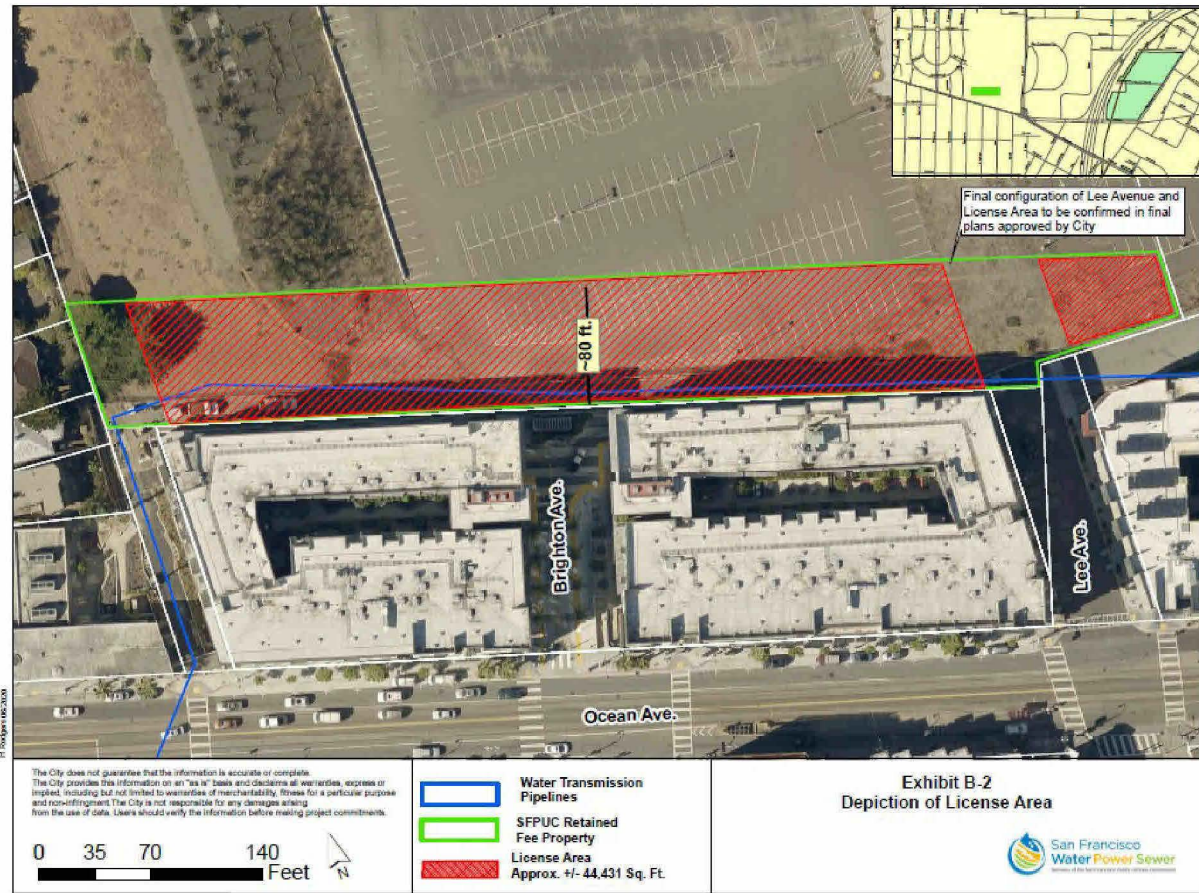 Final configuration of Lee Avenue and
License Area to be confirmed in final
plans approved by City
~80 ft.
Brighton Ave.
Lee Ave.
Ocean Ave.
The City does not guarantee that the information is accurate or complete.
The City provides this information on an "as is" basis and disclaims all warranties, express or
implied, including but not limited to warranties of merchantability, fitness for a particular purpose
and non-infringment. The City is not responsible for any damages arising
from the use of data. Users should verify the information before making project commitments.
0 35 70 140
Feet
N
Water Transmission
Pipelines
SFPUC Retained
Fee Property
License Area
Approx. +/- 44,431 Sq. Ft.
Exhibit B-2
Depiction of License Area
San Francisco
Water Power Sewer